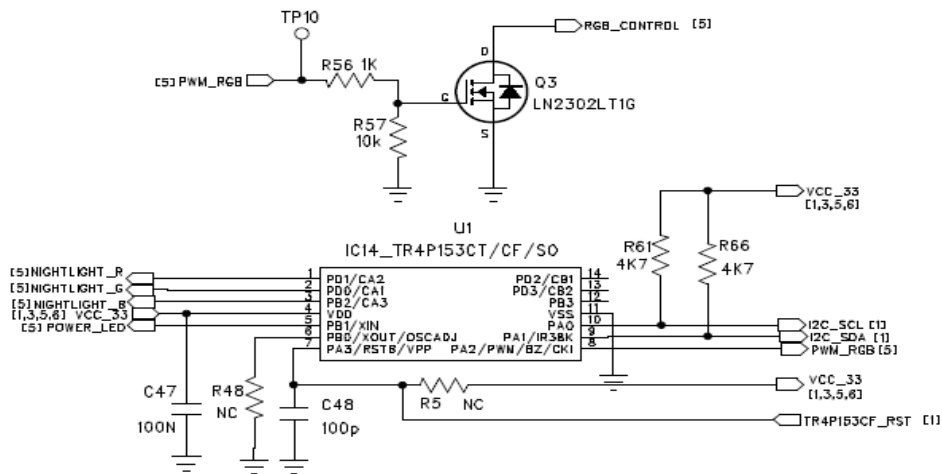 TP10
RGB_CONTROL [5]
R56 1K
[5] PWM_RGB
D
G
S
Q3
LN2302LT1G
R57
10k
VCC_33
[1,3,5,6]
U1
IC14_TR4P153CT/CF/SO
R61
4K7
R66
4K7
[5]NIGHTLIGHT_R
[5]NIGHTLIGHT_G
[5]NIGHTLIGHT_B
[1,3,5,6] VCC_33
[5] POWER_LED
1 PD1/CA2
2 PD0/CA1
3 PB2/CA3
4 VDD
5 PB1/XIN
6 PB0/XOUT/OSCADJ
7 PA3/RSTB/VPP
PD2/CB1 14
PD3/CB2 13
PB3 12
VSS 11
PA0 10
PA1/IR3BK 9
PA2/PWM/BZ/CKI 8
I2C_SCL [1]
I2C_SDA [1]
PWM_RGB [5]
C47
100N
R48
NC
C48
100p
R5 NC
VCC_33
[1,3,5,6]
TR4P153CF_RST [1]